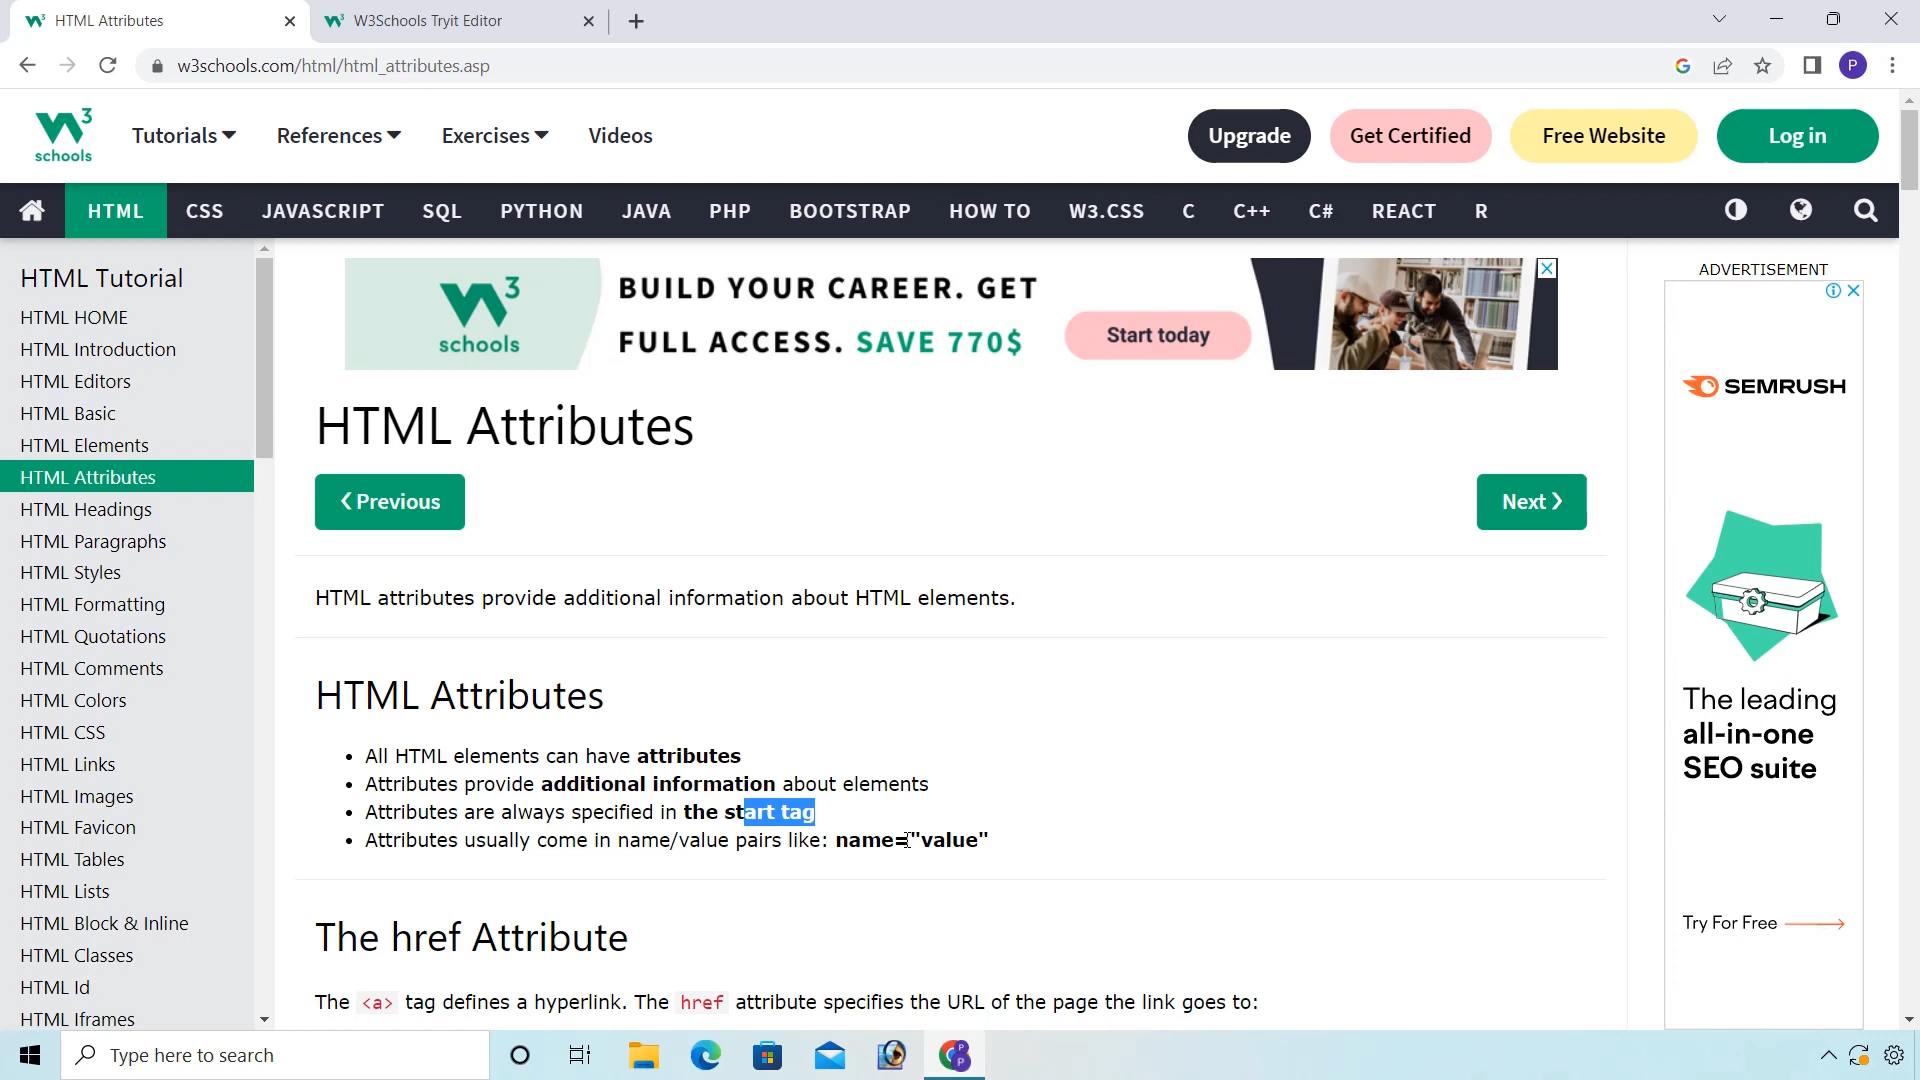 HTML Attributes
W3Schools Tryit Editor
w3schools.com/html/html_attributes.asp
P
W3 schools
Tutorials
References
Exercises
Videos
Upgrade
Get Certified
Free Website
Log in
HTML
CSS
JAVASCRIPT
SQL
PYTHON
JAVA
PHP
BOOTSTRAP
HOW TO
W3.CSS
C
C++
C#
REACT
R
HTML Tutorial
HTML HOME
HTML Introduction
HTML Editors
HTML Basic
HTML Elements
HTML Attributes
HTML Headings
HTML Paragraphs
HTML Styles
HTML Formatting
HTML Quotations
HTML Comments
HTML Colors
HTML CSS
HTML Links
HTML Images
HTML Favicon
HTML Tables
HTML Lists
HTML Block & Inline
HTML Classes
HTML Id
HTML Iframes
W3 schools
BUILD YOUR CAREER. GET
FULL ACCESS. SAVE 770$
Start today
HTML Attributes
❮ Previous
Next ❯
HTML attributes provide additional information about HTML elements.
HTML Attributes
• All HTML elements can have attributes
• Attributes provide additional information about elements
• Attributes are always specified in the start tag
• Attributes usually come in name/value pairs like: name="value"
The href Attribute
The <a> tag defines a hyperlink. The href attribute specifies the URL of the page the link goes to:
ADVERTISEMENT
SEMRUSH
The leading
all-in-one
SEO suite
Try For Free
Type here to search